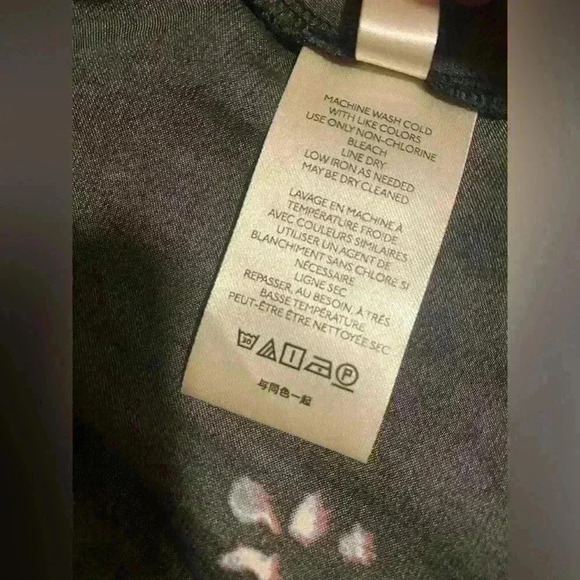 MACHINE WASH COLD
WITH LIKE COLORS
USE ONLY NON-CHLORINE
BLEACH
LINE DRY
LOW IRON AS NEEDED
MAY BE DRY CLEANED
LAVAGE EN MACHINE À
TEMPÉRATURE FROIDE
AVEC COULEURS SIMILAIRES
UTILISER UN AGENT DE
BLANCHIMENT SANS CHLORE SI
NÉCESSAIRE
LIGNE SEC
REPASSER, AU BESOIN, À TRÈS
BASSE TEMPÉRATURE
PEUT-ÊTRE ÊTRE NETTOYÉE SEC
30 P
与同色一起